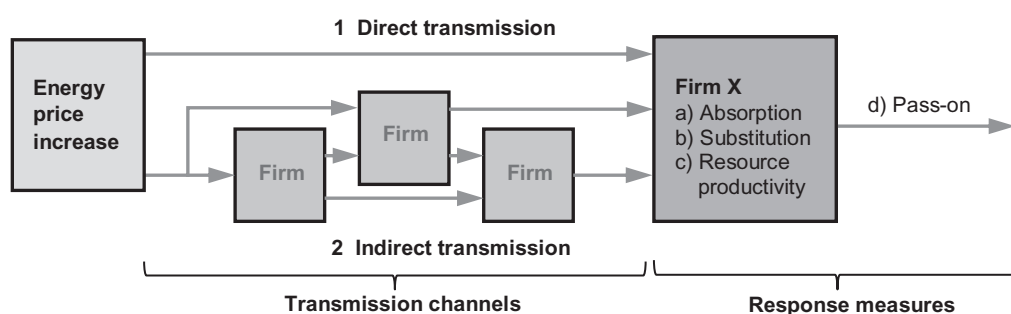 1 Direct transmission
Energy
price
increase
Firm
Firm
Firm
Firm X
a) Absorption
b) Substitution
c) Resource
productivity
d) Pass-on
2 Indirect transmission
Transmission channels
Response measures